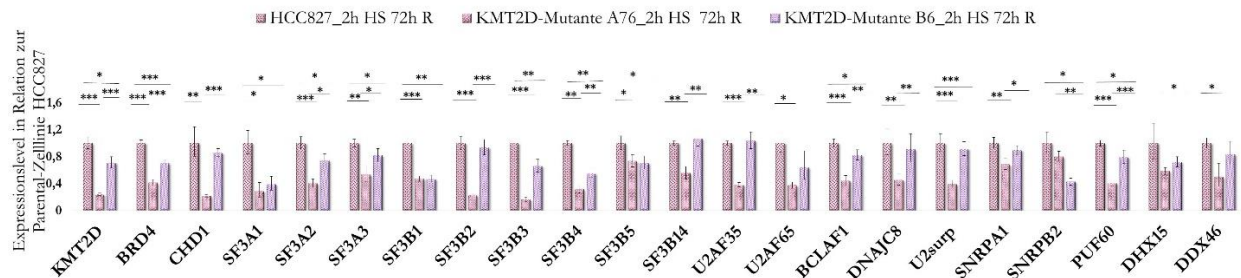 HCC827_2h HS 72h R KMT2D-Mutante A76_2h HS 72h R KMT2D-Mutante B6_2h HS 72h R
Expressionslevel in Relation zur
Parental-Zelllinie HCC827
* *** * * * ** *** ** ** * * *** * * *
*** *** *** *** ** *** * *** * ** * *** *** *** ** ** * ** *** ** * *** ** *** ** * ** *** *** * *
1,6
1,2
0,8
0,4
0
KMT2D BRD4 CHD1 SF3A1 SF3A2 SF3A3 SF3B1 SF3B2 SF3B3 SF3B4 SF3B5 SF3B14 U2AF35 U2AF65 BCLAF1 DNAJC8 U2surp SNRPA1 SNRPB2 PUF60 DHX15 DDX46